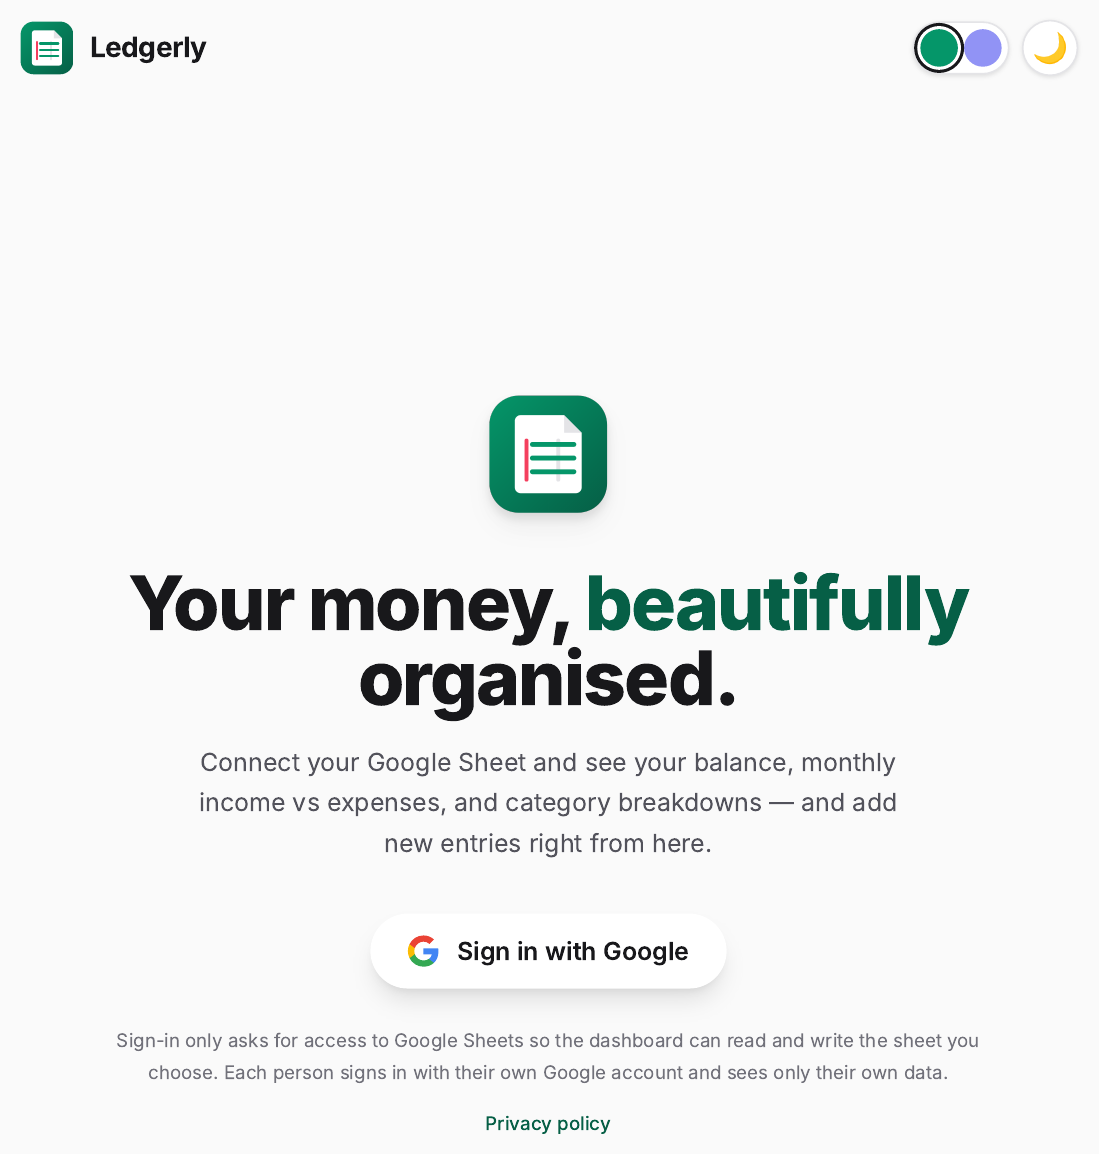 Ledgerly
Your money, beautifully
organised.
Connect your Google Sheet and see your balance, monthly
income vs expenses, and category breakdowns — and add
new entries right from here.
Sign in with Google
Sign-in only asks for access to Google Sheets so the dashboard can read and write the sheet you
choose. Each person signs in with their own Google account and sees only their own data.
Privacy policy